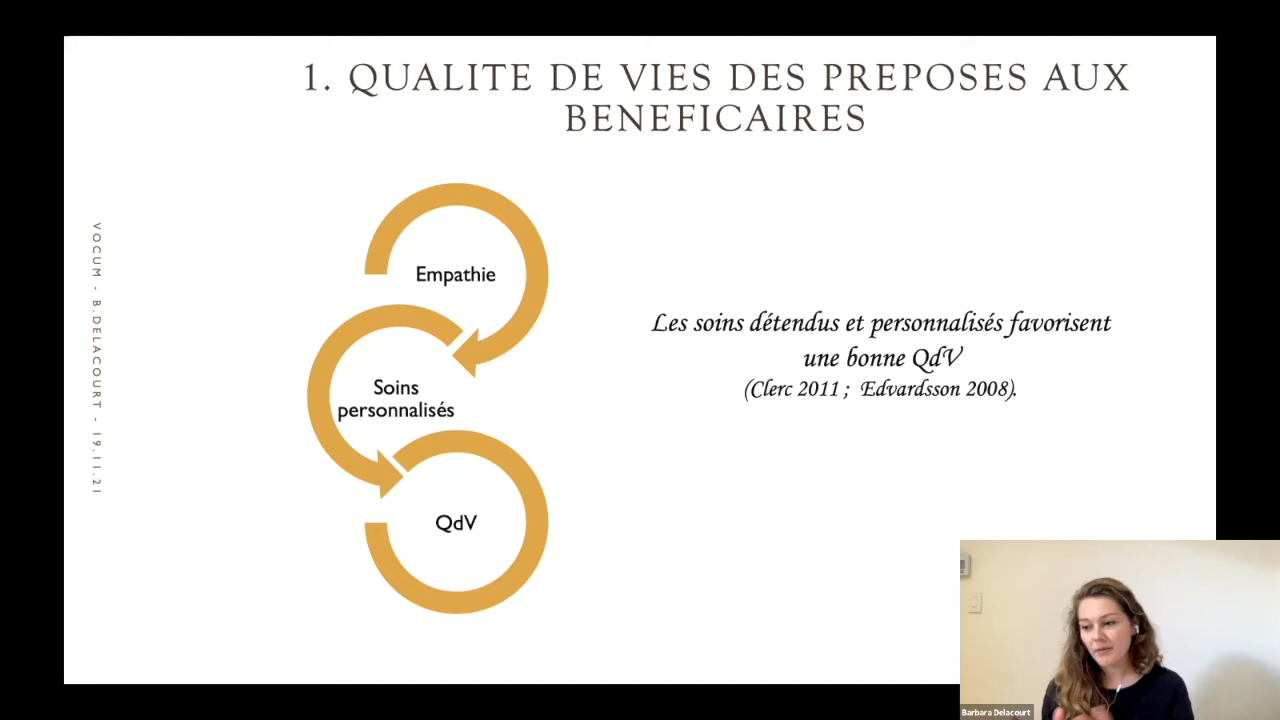 1. QUALITE DE VIES DES PREPOSES AUX
BENEFICAIRES
VOCUM - B.DELACOURT - 19.11.21
Empathie
Soins
personnalisés
QdV
Les soins détendus et personnalisés favorisent
une bonne QdV
(Clerc 2011 ; Edvardsson 2008).
Barbara Delacourt